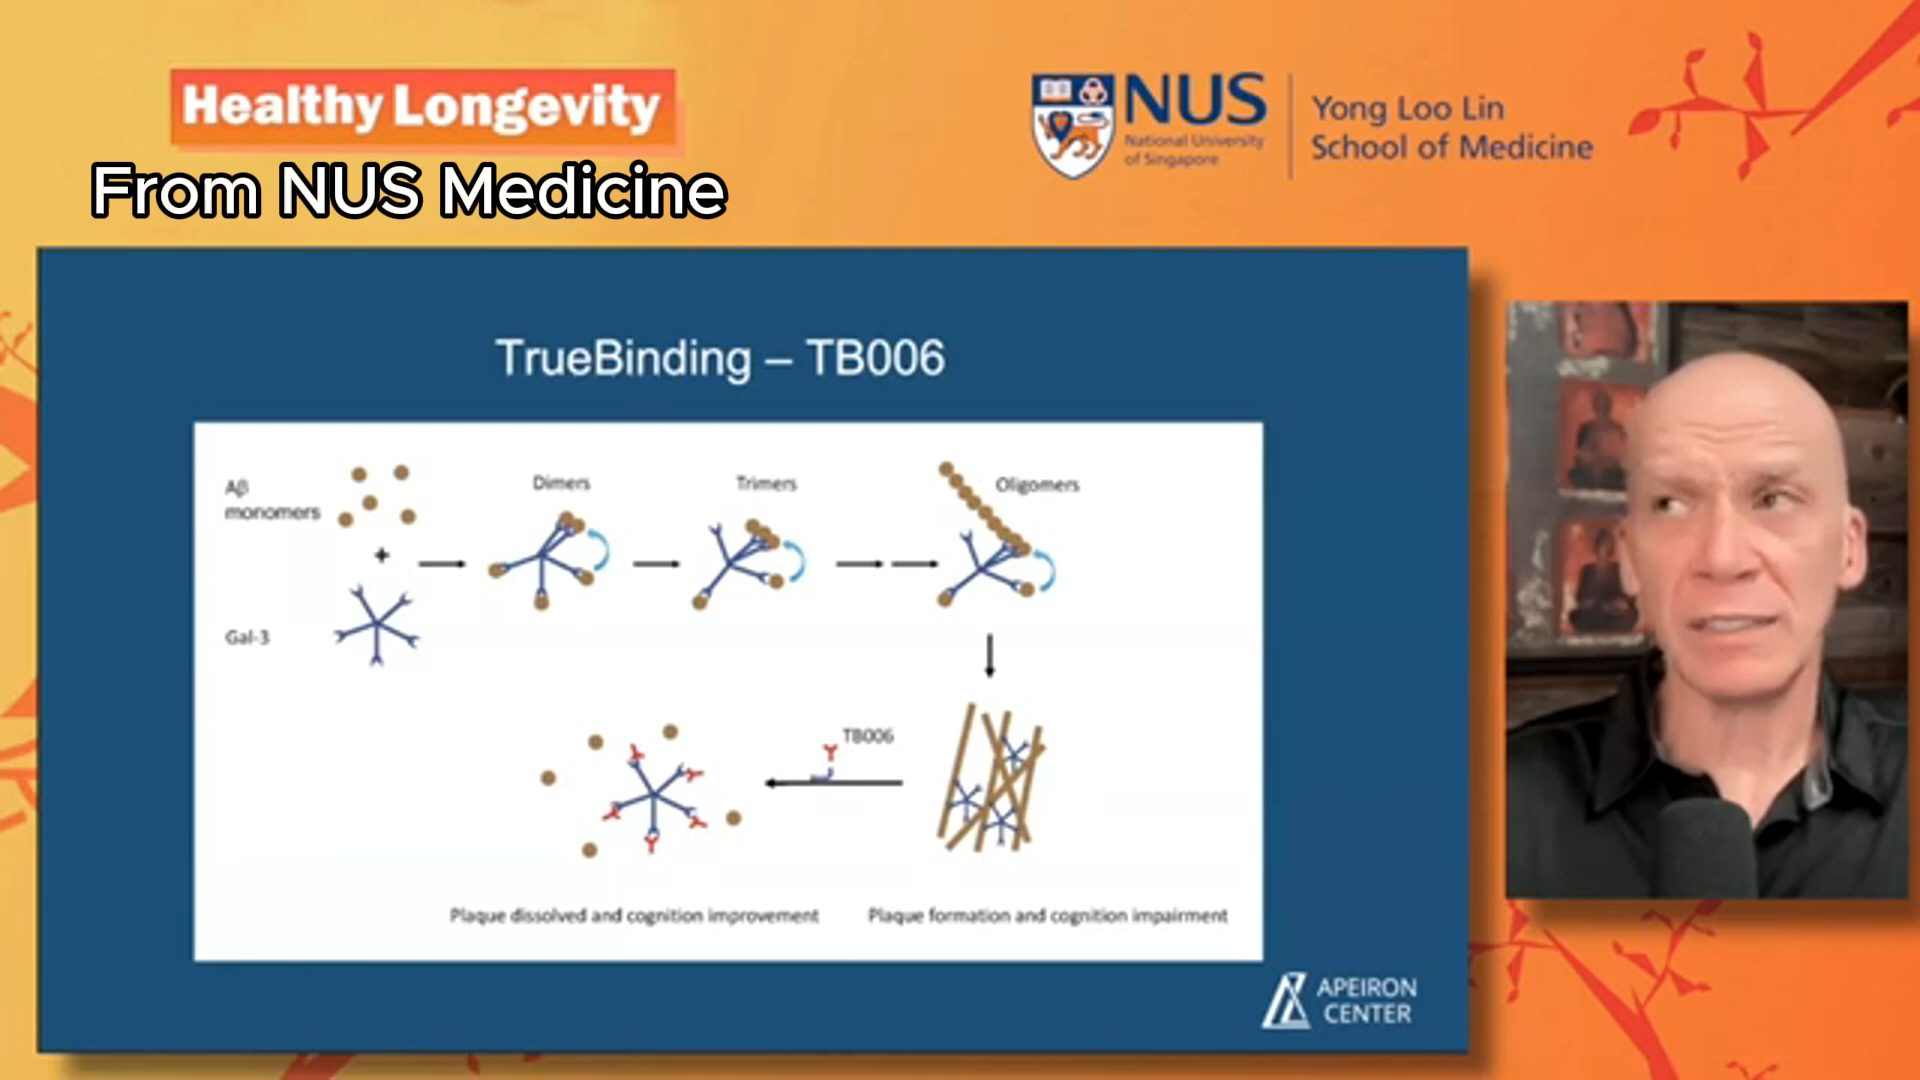 Healthy Longevity
From NUS Medicine
NUS
National University
of Singapore
Yong Loo Lin
School of Medicine
TrueBinding – TB006
Aβ
monomers
+
Gal-3
Dimers
Trimers
Oligomers
TB006
Plaque dissolved and cognition improvement
Plaque formation and cognition impairment
APEIRON
CENTER